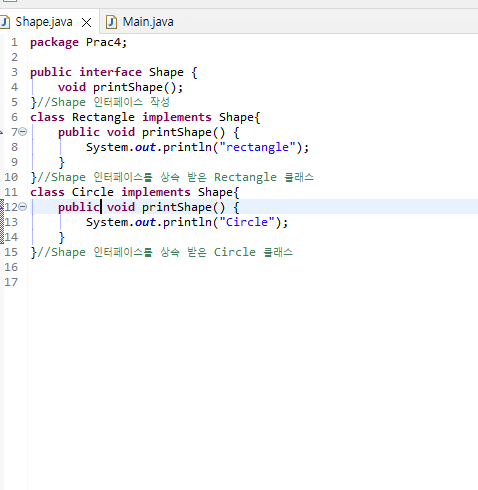 Shape.java Main.java
1 package Prac4;
2
3 public interface Shape {
4 void printShape();
5 }//Shape 인터페이스 작성
6 class Rectangle implements Shape{
7 public void printShape() {
8 System.out.println("rectangle");
9 }
10 }//Shape 인터페이스를 상속 받은 Rectangle 클래스
11 class Circle implements Shape{
12 public void printShape() {
13 System.out.println("Circle");
14 }
15 }//Shape 인터페이스를 상속 받은 Circle 클래스
16
17